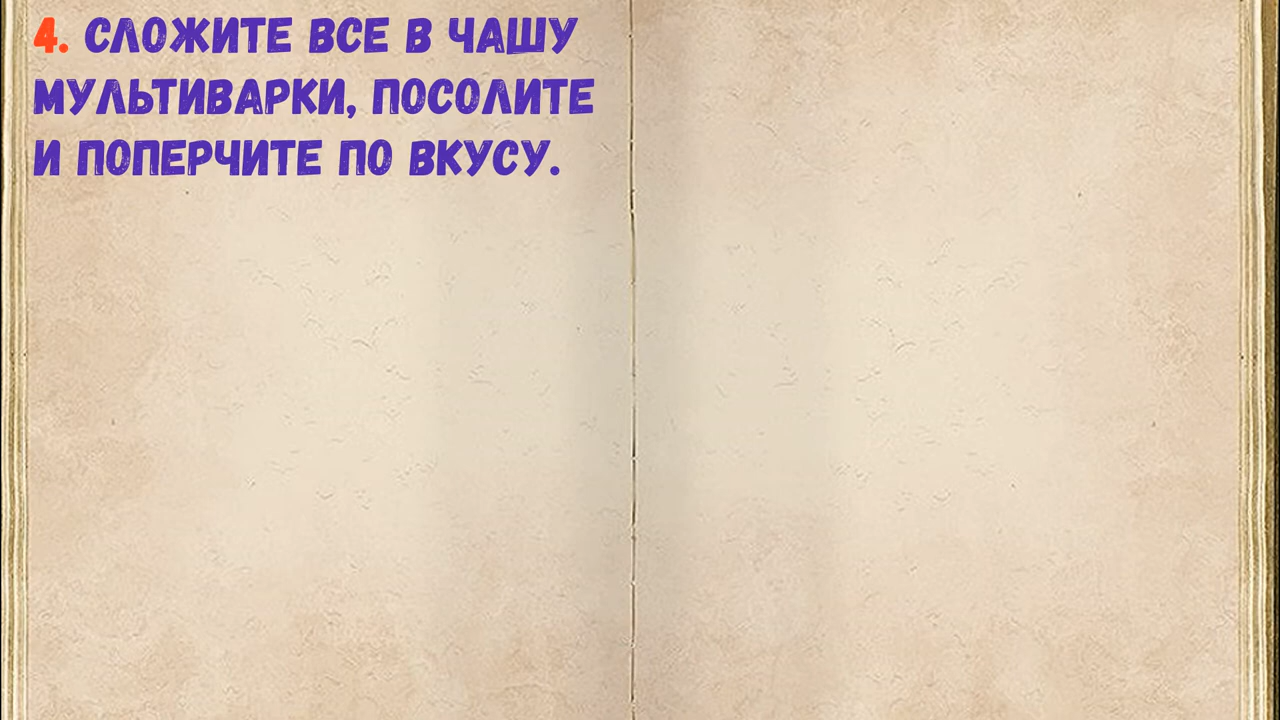 4. СЛОЖИТЕ ВСЕ В ЧАШУ
МУЛЬТИВАРКИ, ПОСОЛИТЕ
И ПОПЕРЧИТЕ ПО ВКУСУ.